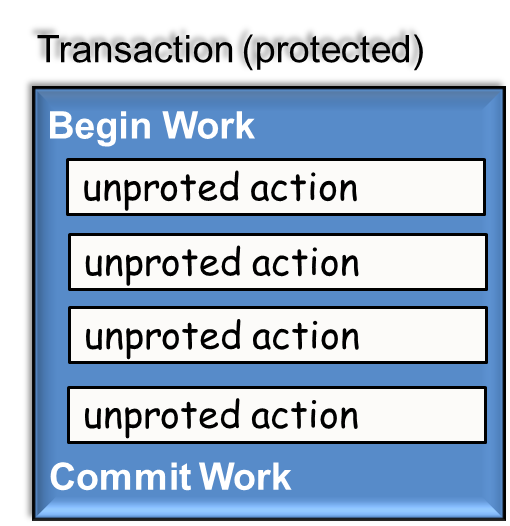 Transaction (protected)
Begin Work
unproted action
unproted action
unproted action
unproted action
Commit Work